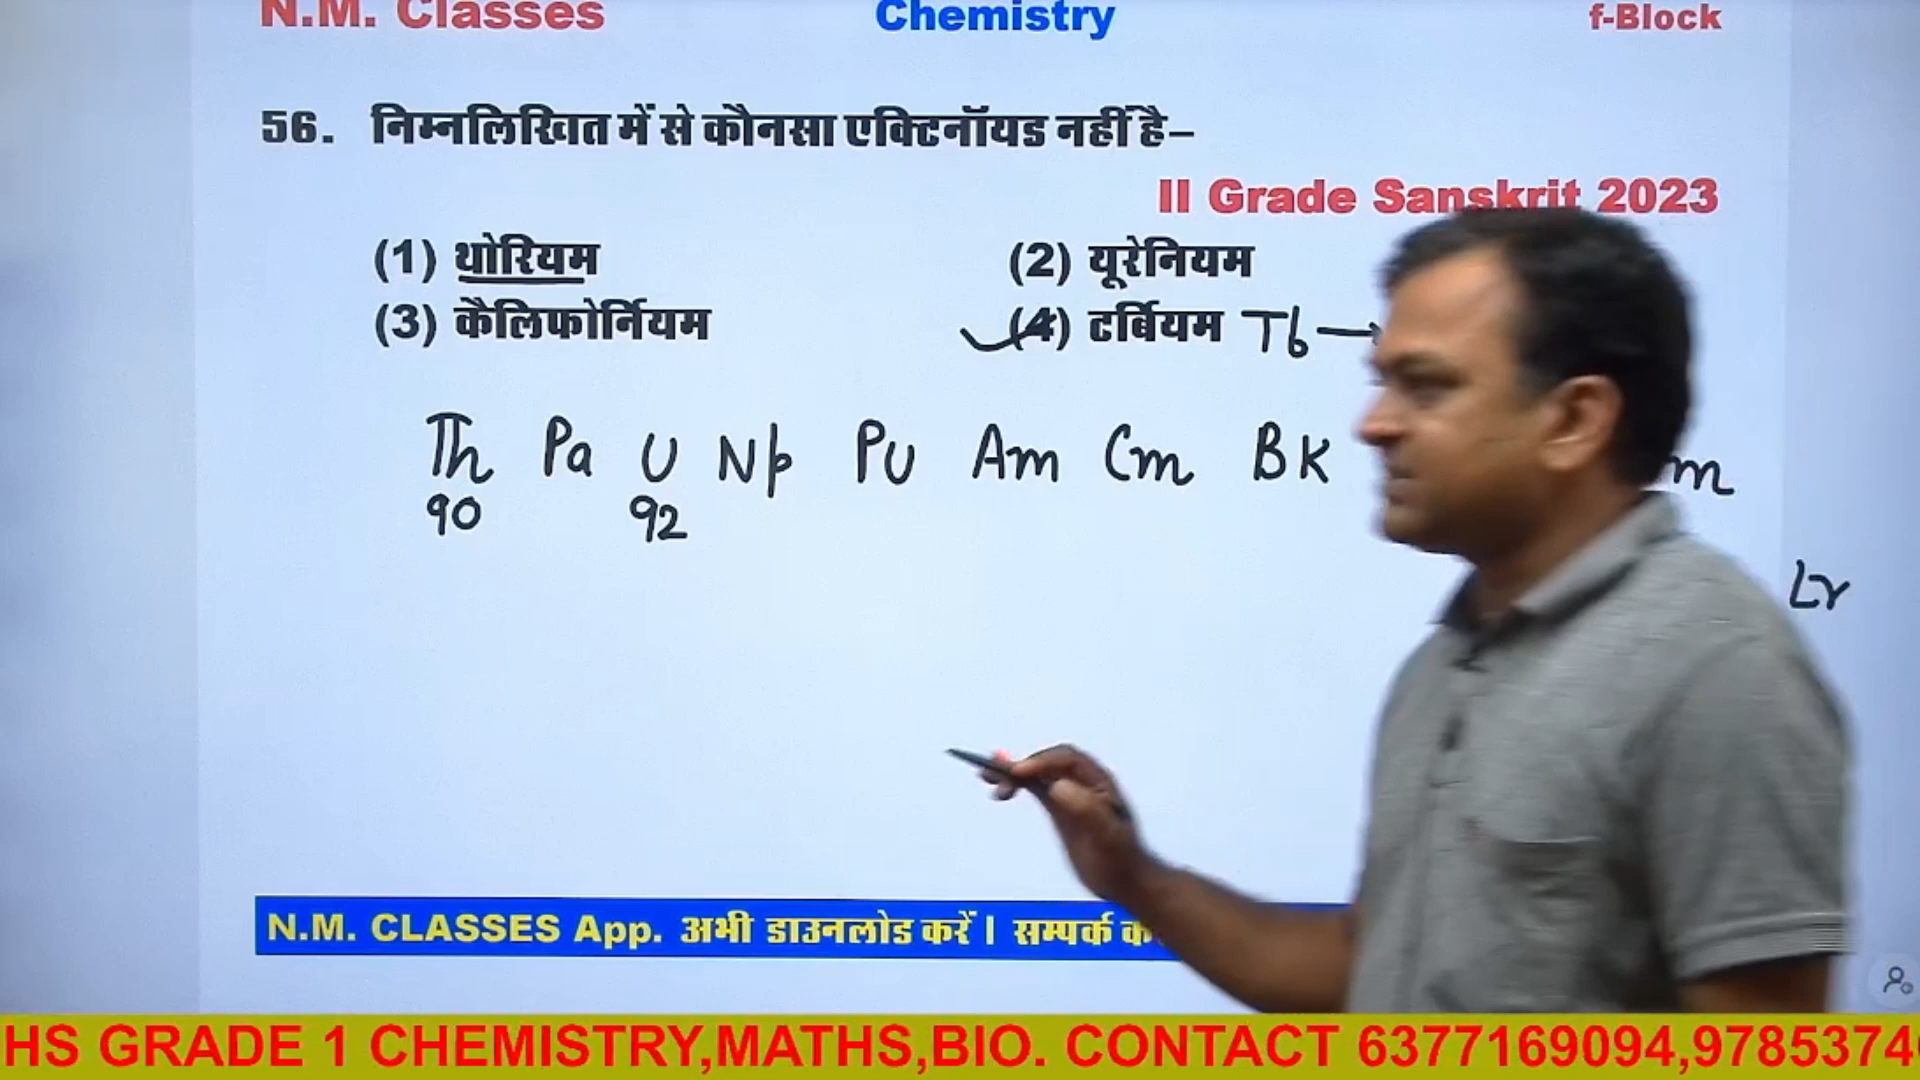 N.M. Classes Chemistry f-Block
56. निम्नलिखित में से कौनसा एक्टिनॉयड नहीं है–
II Grade Sanskrit 2023
(1) थोरियम (2) यूरेनियम
(3) कैलिफोर्नियम (4) टर्बियम Tb
Th Pa U Np Pu Am Cm BK m
90 92
Lr
N.M. CLASSES App. अभी डाउनलोड करें। सम्पर्क
HS GRADE 1 CHEMISTRY,MATHS,BIO. CONTACT 6377169094,97853746